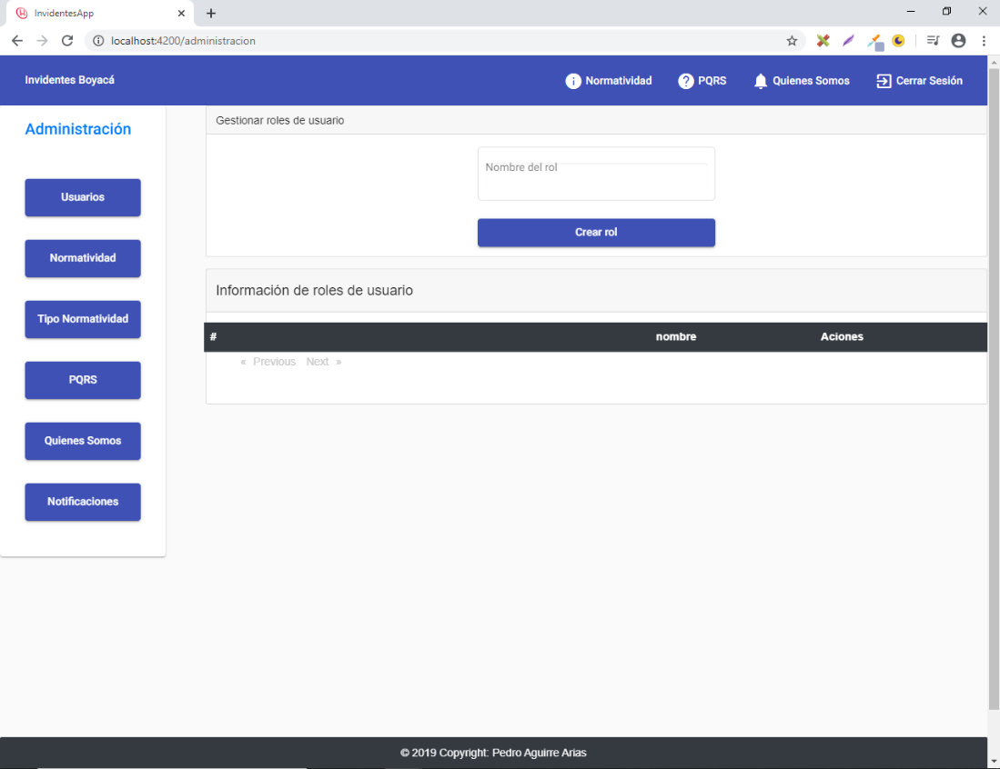 InvidentesApp
localhost:4200/administracion
Invidentes Boyacá
Normatividad
PQRS
Quienes Somos
Cerrar Sesión
Administración
Usuarios
Normatividad
Tipo Normatividad
PQRS
Quienes Somos
Notificaciones
Gestionar roles de usuario
Nombre del rol
Crear rol
Información de roles de usuario
# nombre Aciones
« Previous Next »
© 2019 Copyright: Pedro Aguirre Arias